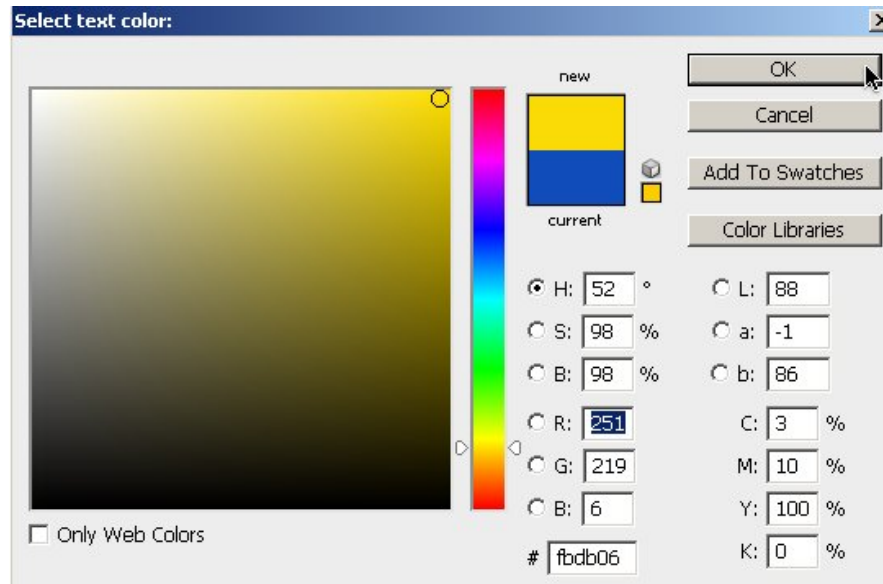 Select text color:
new
current
OK
Cancel
Add To Swatches
Color Libraries
H: 52 °
S: 98 %
B: 98 %
R: 251
G: 219
B: 6
# fbdb06
L: 88
a: -1
b: 86
C: 3 %
M: 10 %
Y: 100 %
K: 0 %
Only Web Colors